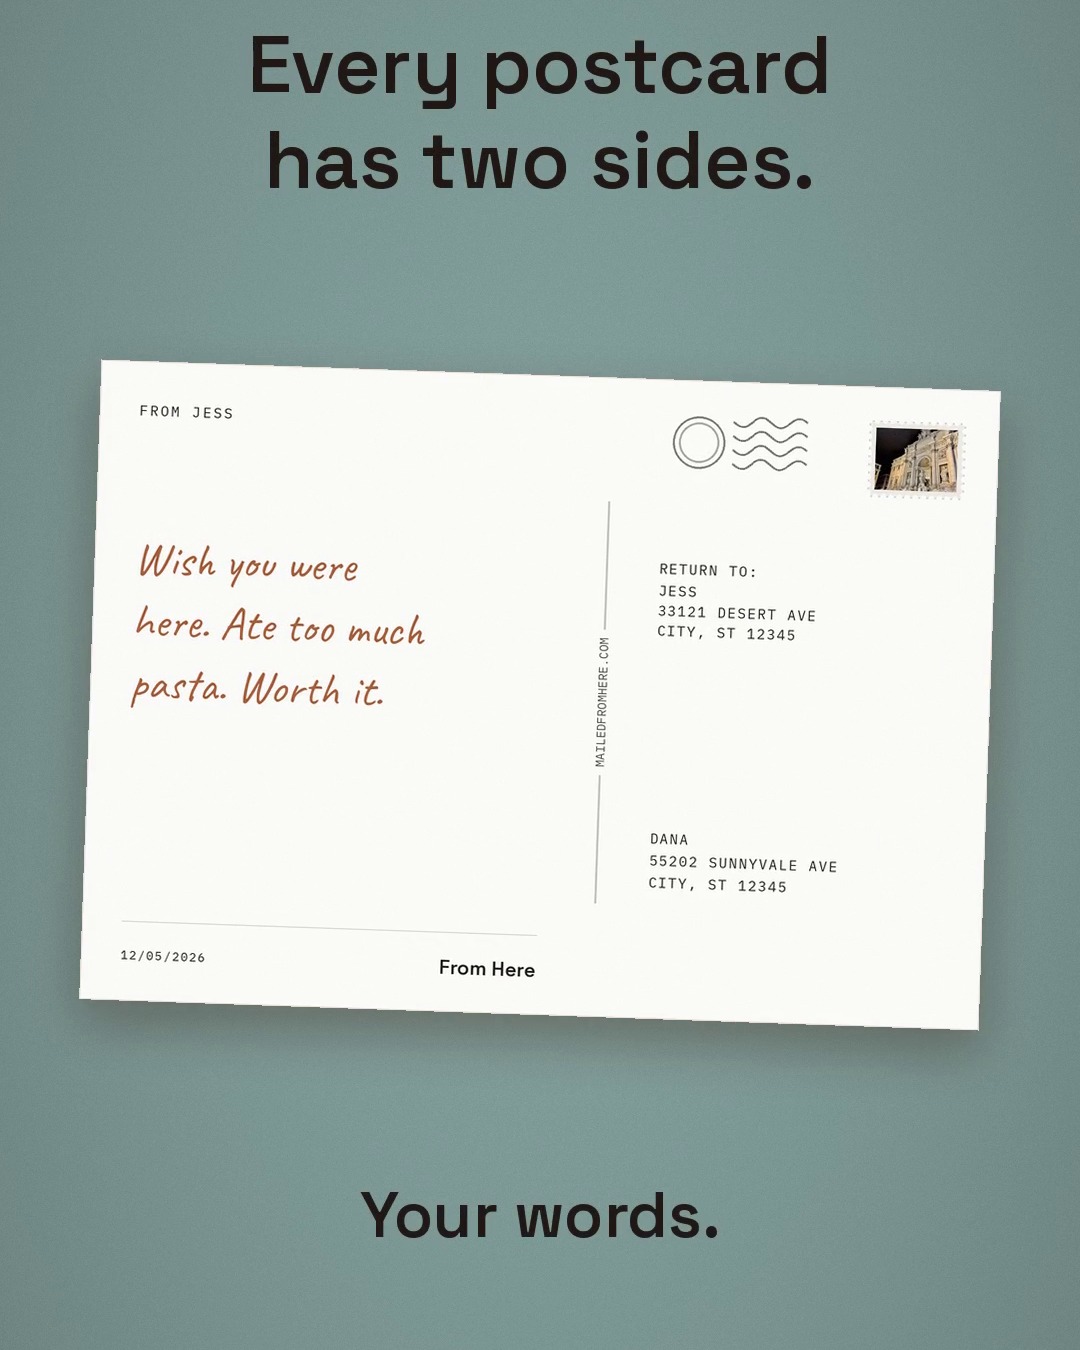 Every postcard
has two sides.
FROM JESS
Wish you were
here. Ate too much
pasta. Worth it.
12/05/2026
From Here
MAILEDFROMHERE.COM
RETURN TO:
JESS
33121 DESERT AVE
CITY, ST 12345
DANA
55202 SUNNYVALE AVE
CITY, ST 12345
Your words.